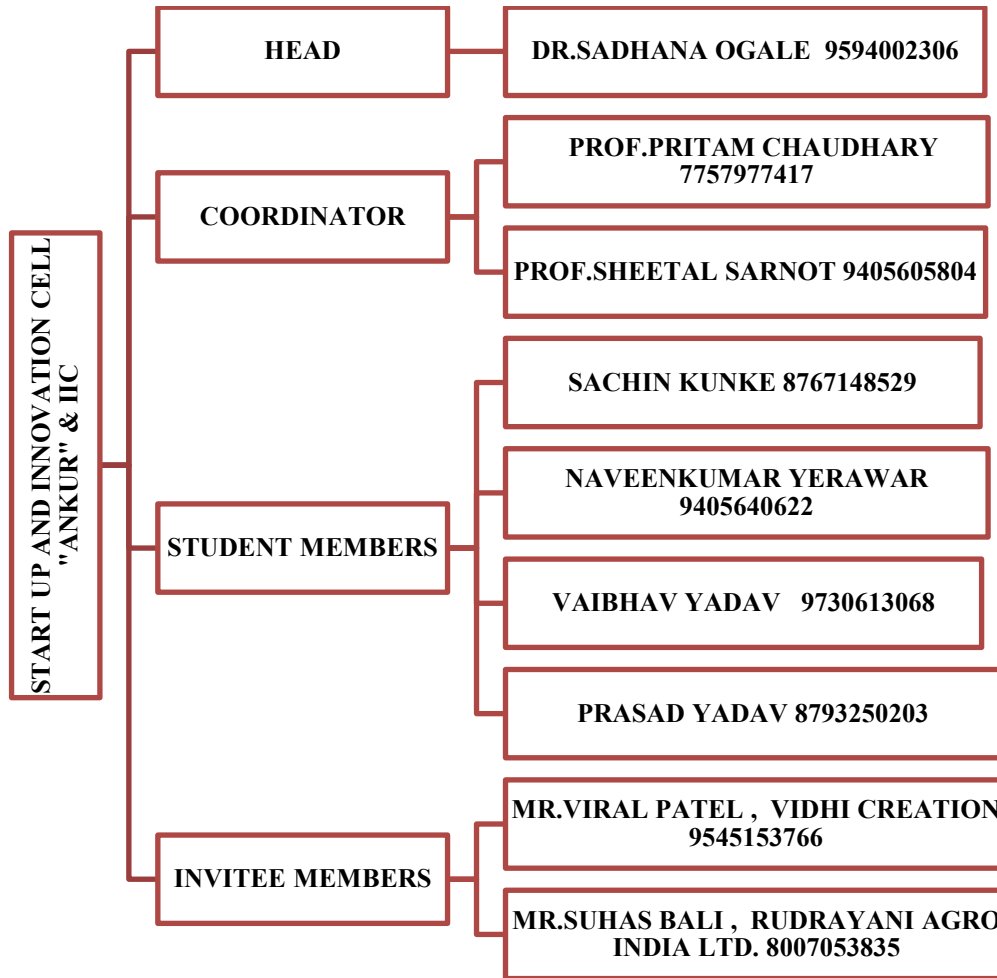 START UP AND INNOVATION CELL
"ANKUR" & IIC
HEAD
DR.SADHANA OGALE 9594002306
COORDINATOR
PROF.PRITAM CHAUDHARY
7757977417
PROF.SHEETAL SARNOT 9405605804
STUDENT MEMBERS
SACHIN KUNKE 8767148529
NAVEENKUMAR YERAWAR
9405640622
VAIBHAV YADAV 9730613068
PRASAD YADAV 8793250203
INVITEE MEMBERS
MR.VIRAL PATEL , VIDHI CREATION
9545153766
MR.SUHAS BALI , RUDRAYANI AGRO
INDIA LTD. 8007053835